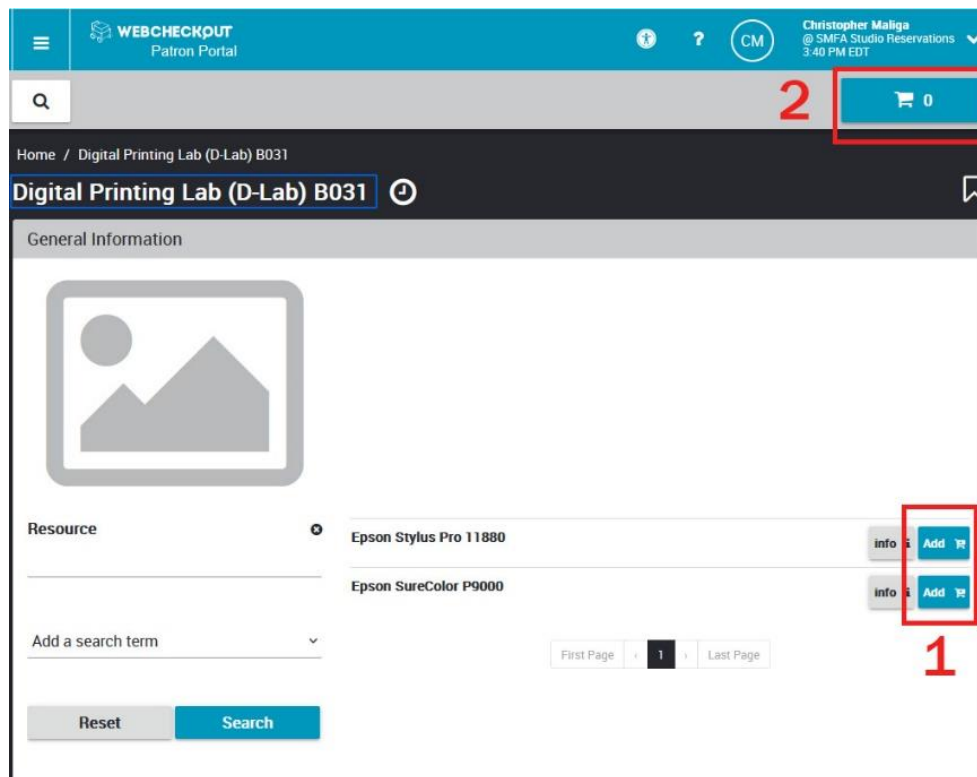 WEBCHECKOUT
Patron Portal
?
CM
Christopher Maliga
@ SMFA Studio Reservations
3:40 PM EDT
2
0
Home / Digital Printing Lab (D-Lab) B031
Digital Printing Lab (D-Lab) B031
General Information
Resource
Epson Stylus Pro 11880
info i Add
Epson SureColor P9000
info i Add
Add a search term
First Page ‹ 1 ‹ Last Page
1
Reset Search